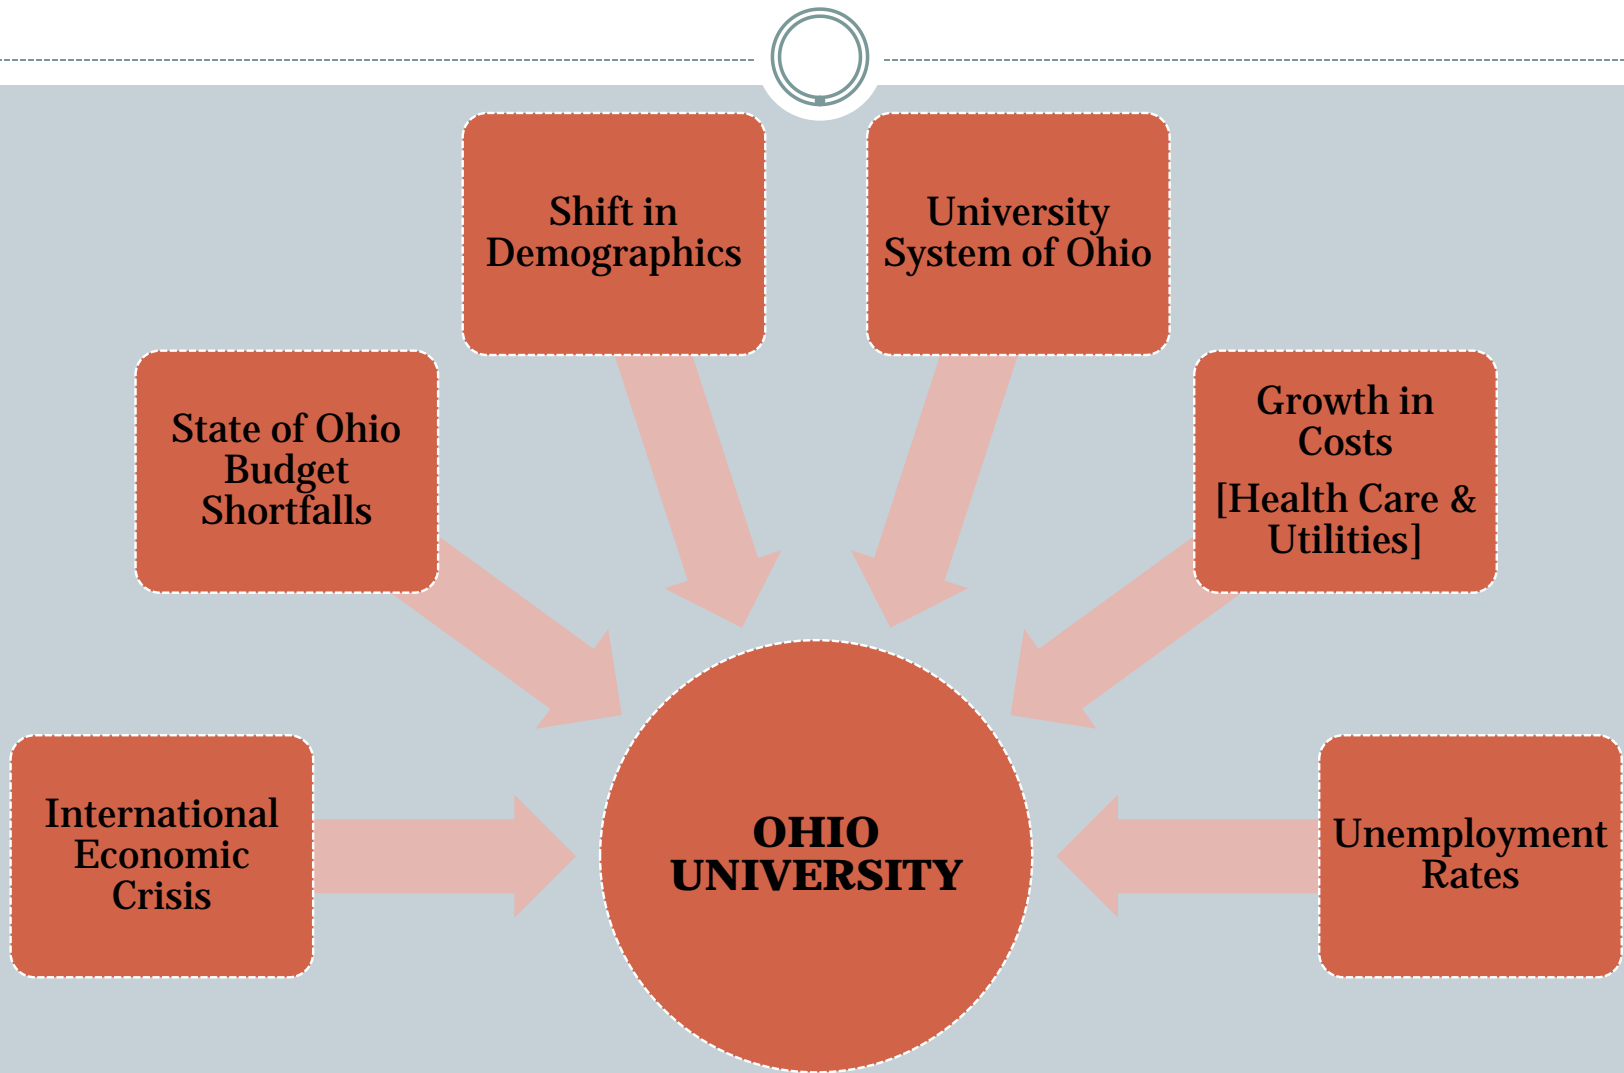 Shift in
Demographics
University
System of Ohio
State of Ohio
Budget
Shortfalls
Growth in
Costs
[Health Care &
Utilities]
International
Economic
Crisis
OHIO
UNIVERSITY
Unemployment
Rates